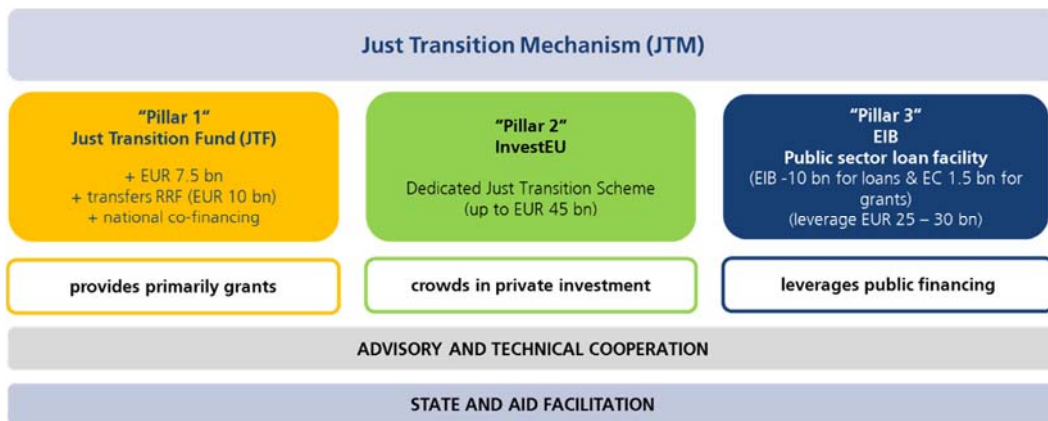 Just Transition Mechanism (JTM)
"Pillar 1"
Just Transition Fund (JTF)
+ EUR 7.5 bn
+ transfers RRF (EUR 10 bn)
+ national co-financing
provides primarily grants
"Pillar 2"
InvestEU
Dedicated Just Transition Scheme
(up to EUR 45 bn)
crowds in private investment
"Pillar 3"
EIB
Public sector loan facility
(EIB -10 bn for loans & EC 1.5 bn for
grants)
(leverage EUR 25 – 30 bn)
leverages public financing
ADVISORY AND TECHNICAL COOPERATION
STATE AND AID FACILITATION